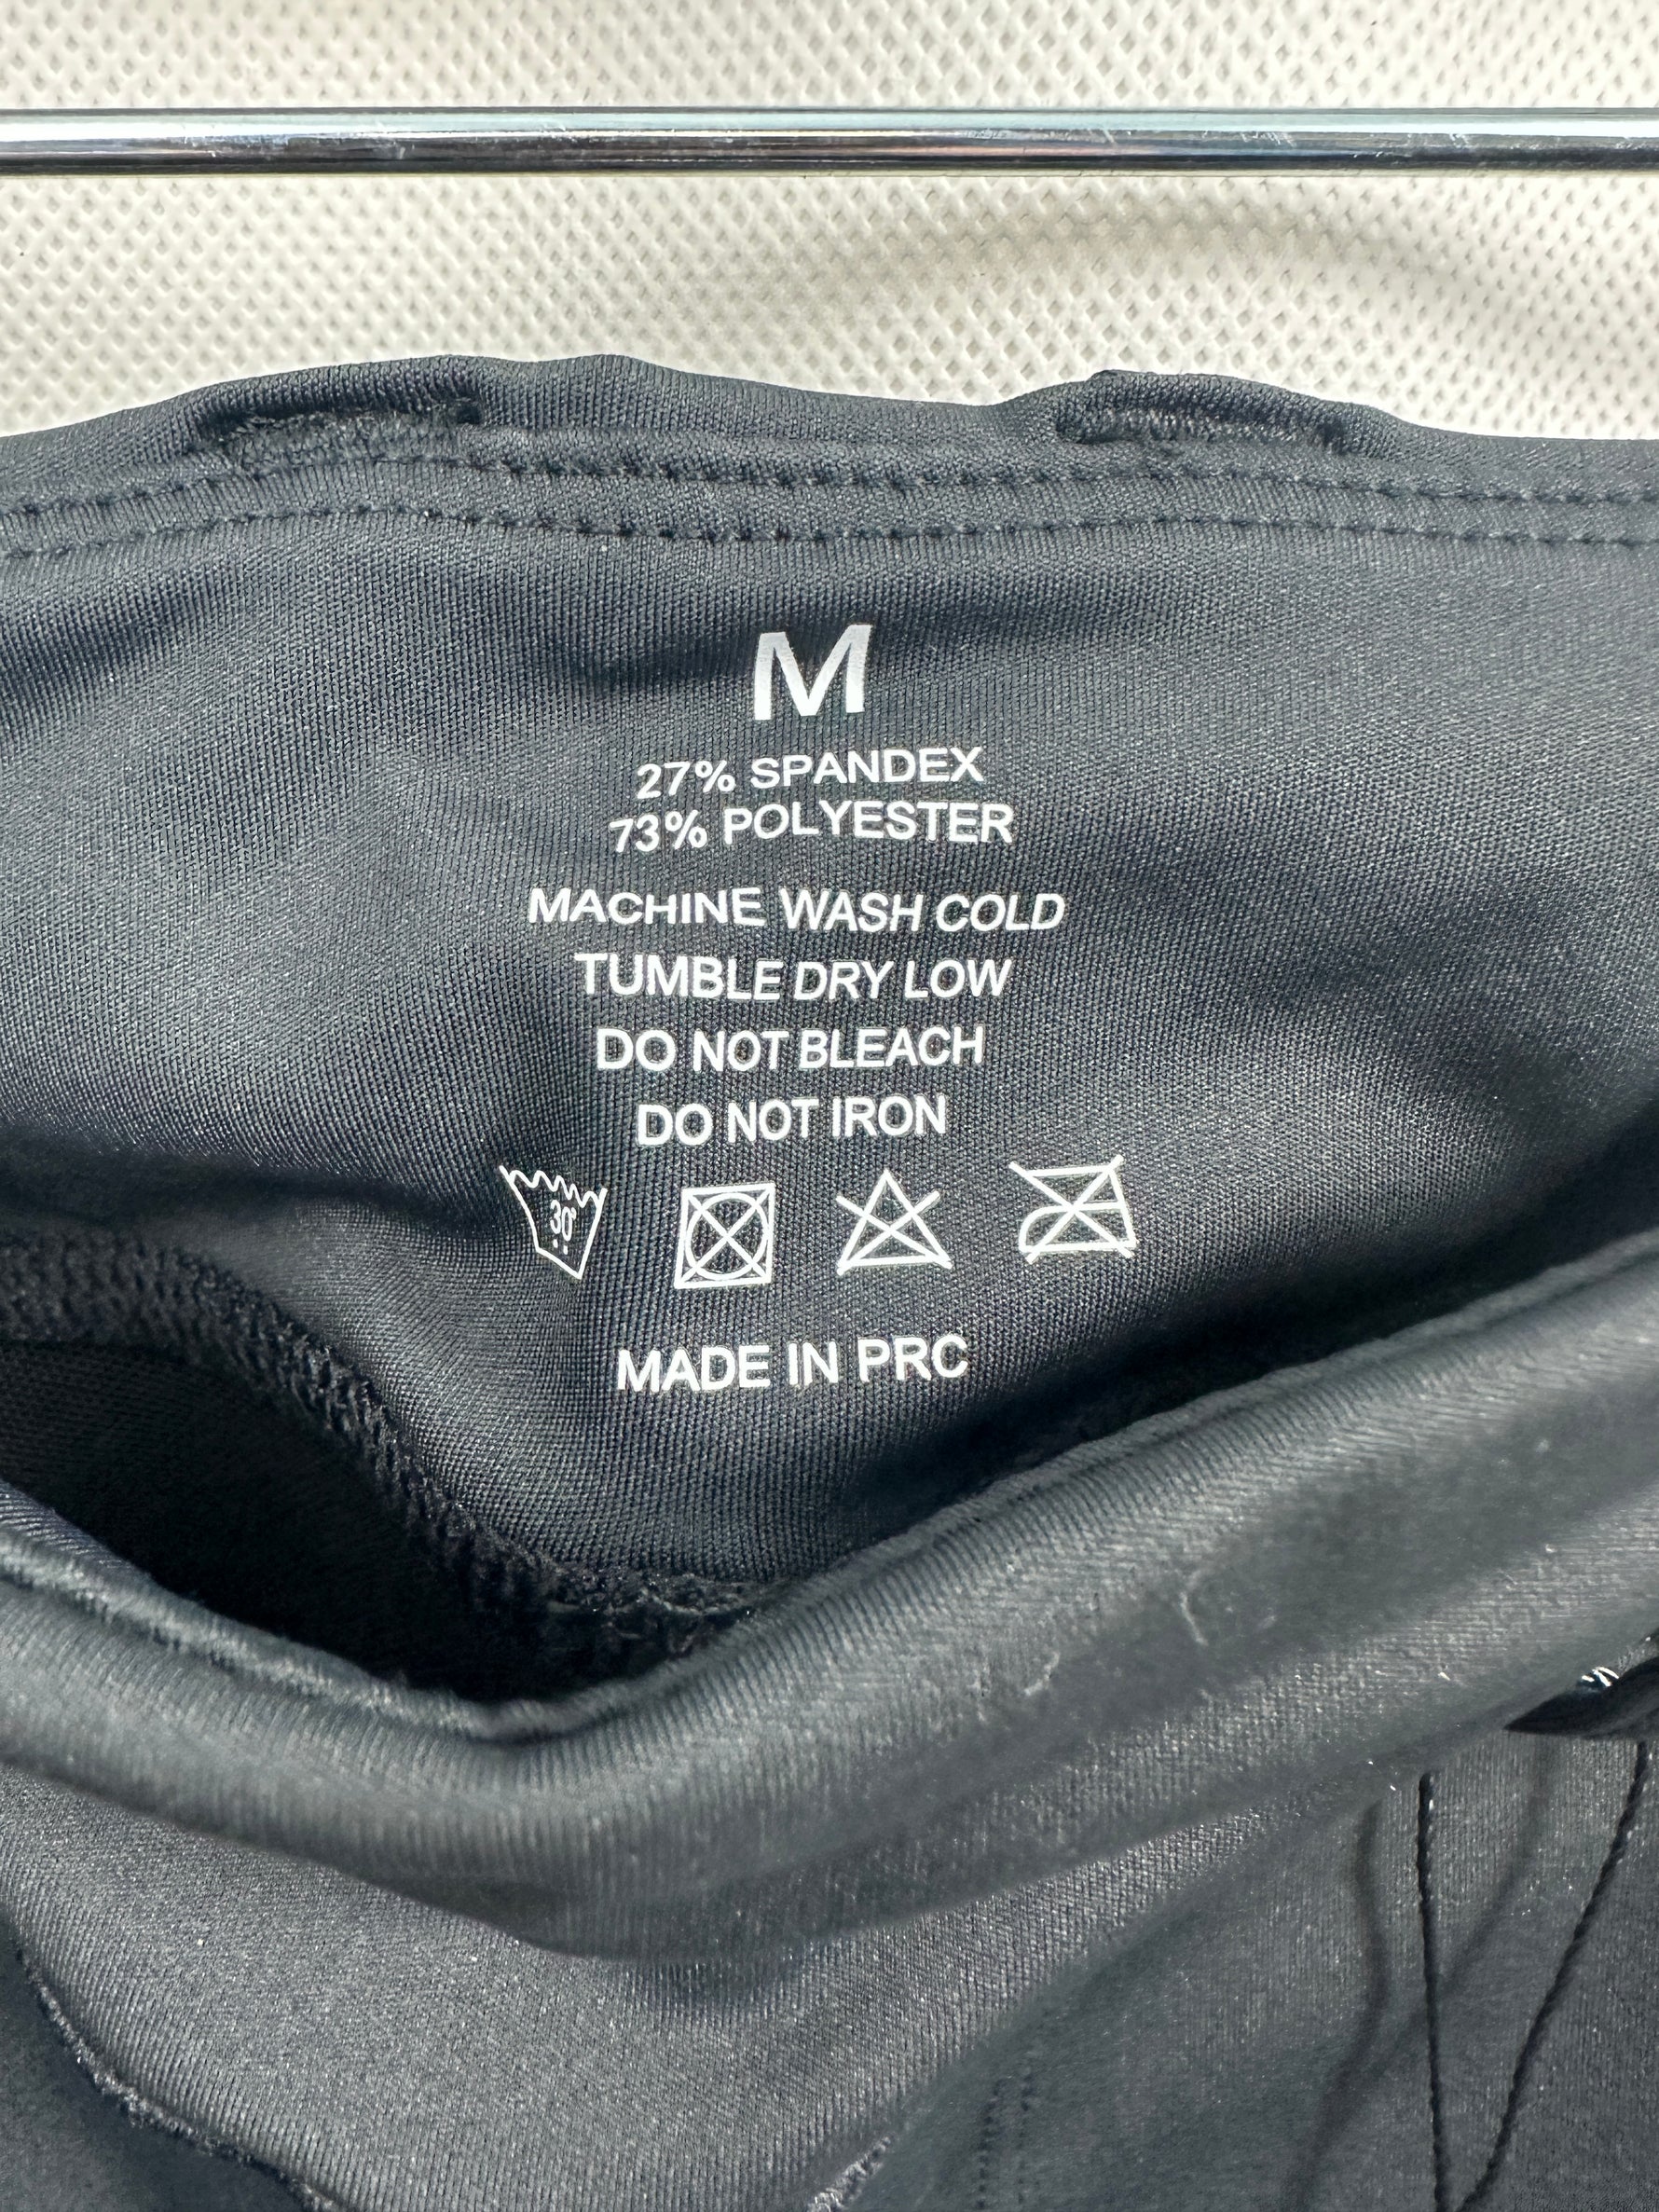 M
27% SPANDEX
73% POLYESTER
MACHINE WASH COLD
TUMBLE DRY LOW
DO NOT BLEACH
DO NOT IRON
30°
MADE IN PRC